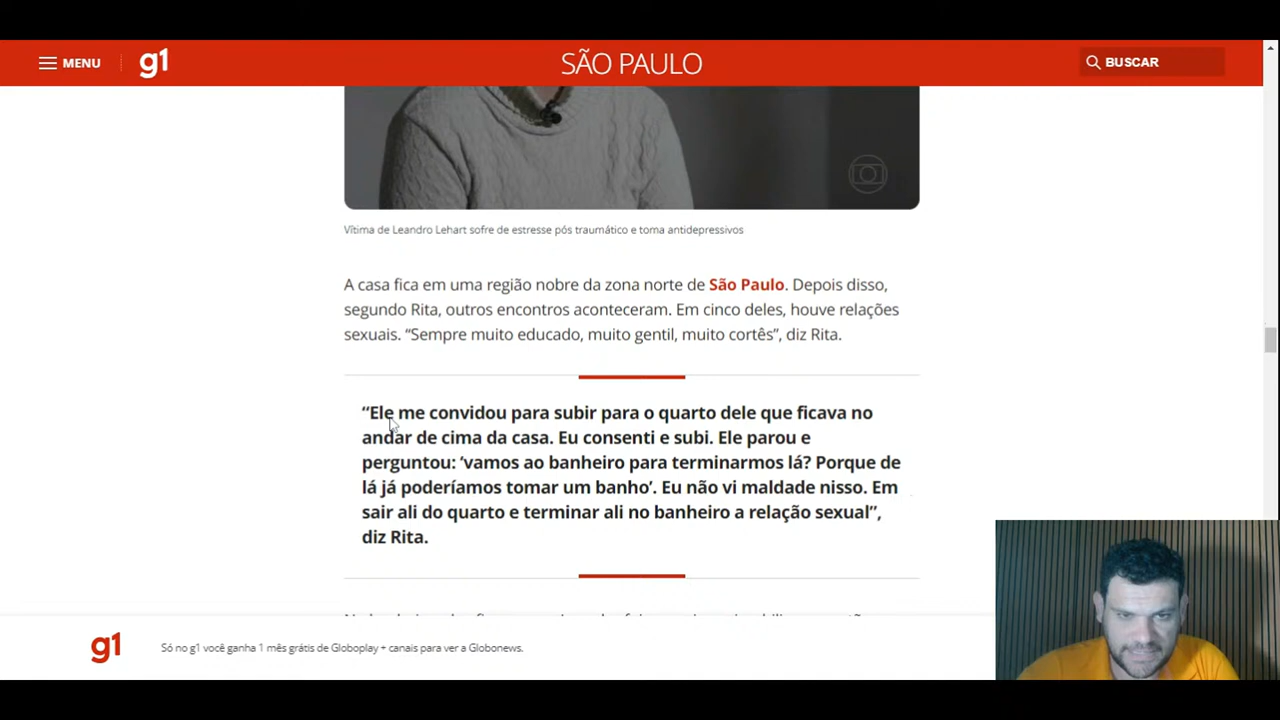 MENU
g1
SÃO PAULO
BUSCAR
Vítima de Leandro Lehart sofre de estresse pós traumático e toma antidepressivos
A casa fica em uma região nobre da zona norte de São Paulo. Depois disso,
segundo Rita, outros encontros aconteceram. Em cinco deles, houve relações
sexuais. “Sempre muito educado, muito gentil, muito cortês”, diz Rita.
“Ele me convidou para subir para o quarto dele que ficava no
andar de cima da casa. Eu consenti e subi. Ele parou e
perguntou: ‘vamos ao banheiro para terminarmos lá? Porque de
lá já poderíamos tomar um banho’. Eu não vi maldade nisso. Em
sair ali do quarto e terminar ali no banheiro a relação sexual”,
diz Rita.
g1
Só no g1 você ganha 1 mês grátis de Globoplay + canais para ver a Globonews.